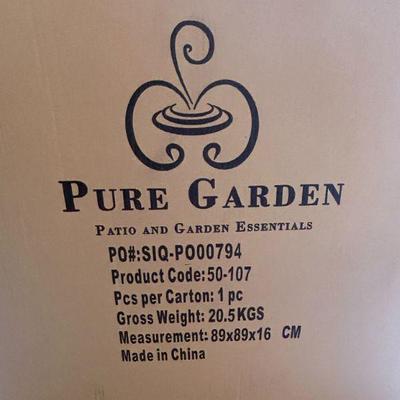 PURE GARDEN
PATIO AND GARDEN ESSENTIALS
PO#:SIQ-PO00794
Product Code: 50-107
Pcs per Carton: 1 pc
Gross Weight: 20.5KGS
Measurement: 89x89x16 CM
Made in China